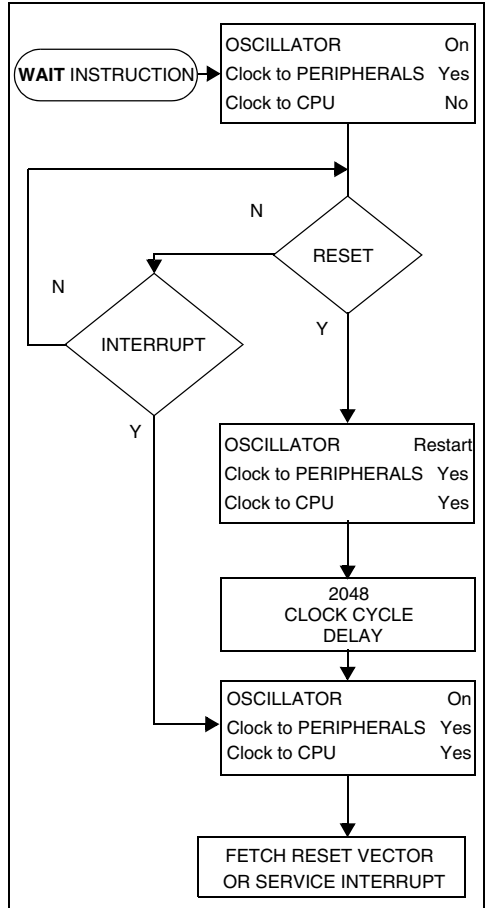 WAIT INSTRUCTION
OSCILLATOR On
Clock to PERIPHERALS Yes
Clock to CPU No
N
RESET
N
INTERRUPT
Y
Y
OSCILLATOR Restart
Clock to PERIPHERALS Yes
Clock to CPU Yes
2048
CLOCK CYCLE
DELAY
OSCILLATOR On
Clock to PERIPHERALS Yes
Clock to CPU Yes
FETCH RESET VECTOR
OR SERVICE INTERRUPT